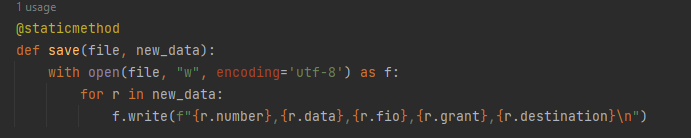 1 usage
@staticmethod
def save(file, new_data):
    with open(file, "w", encoding='utf-8') as f:
        for r in new_data:
            f.write(f"{r.number},{r.data},{r.fio},{r.grant},{r.destination}\n")